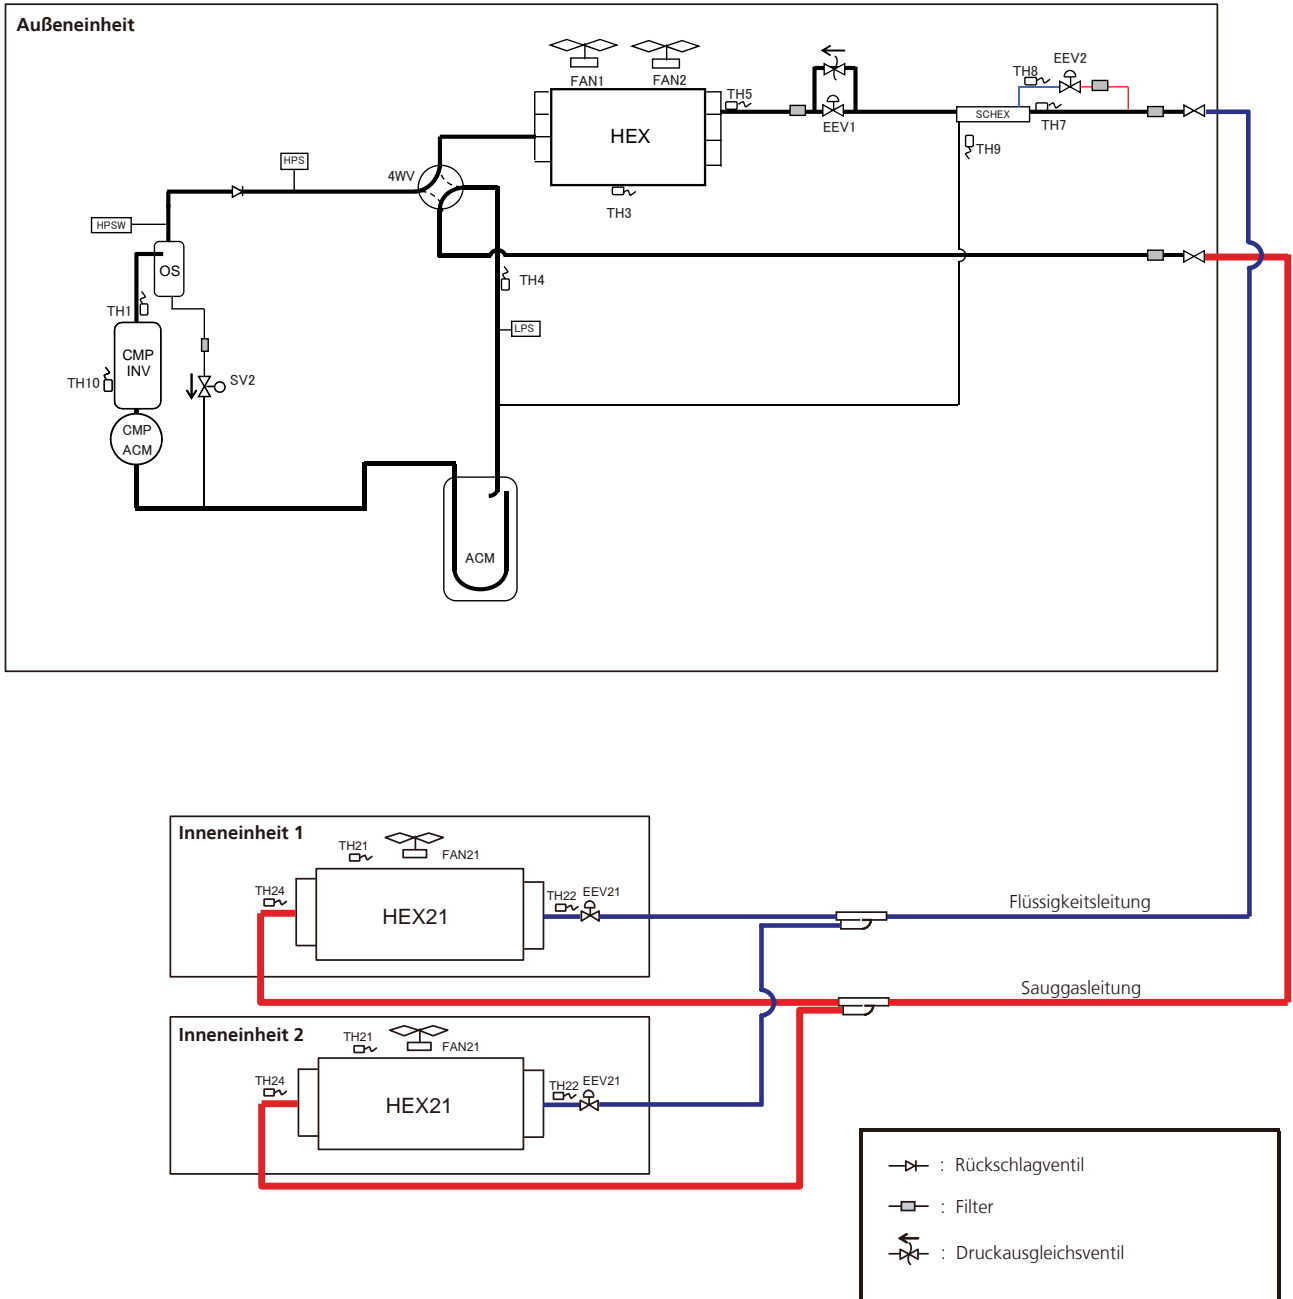 Außeneinheit
FAN1
FAN2
TH5
HEX
TH3
EEV1
TH8
EEV2
SCHEX
TH7
TH9
HPS
4WV
HPSW
OS
TH1
TH4
LPS
CMP
INV
TH10
SV2
CMP
ACM
ACM
Inneneinheit 1
TH21
FAN21
TH24
HEX21
TH22
EEV21
Flüssigkeitsleitung
Sauggasleitung
Inneneinheit 2
TH21
FAN21
TH24
HEX21
TH22
EEV21
: Rückschlagventil
: Filter
: Druckausgleichsventil